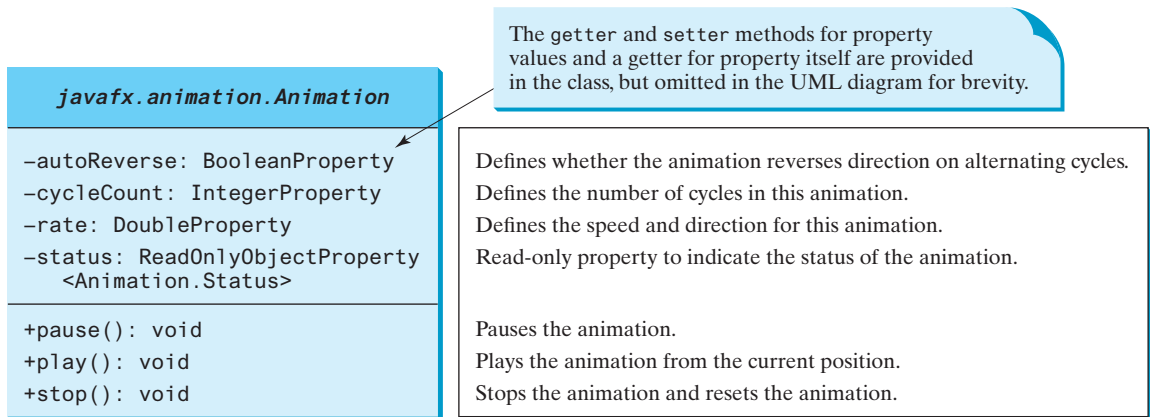 The getter and setter methods for property
values and a getter for property itself are provided
in the class, but omitted in the UML diagram for brevity.
javafx.animation.Animation
–autoReverse: BooleanProperty
–cycleCount: IntegerProperty
–rate: DoubleProperty
–status: ReadOnlyObjectProperty
<Animation.Status>
Defines whether the animation reverses direction on alternating cycles.
Defines the number of cycles in this animation.
Defines the speed and direction for this animation.
Read-only property to indicate the status of the animation.
+pause(): void
+play(): void
+stop(): void
Pauses the animation.
Plays the animation from the current position.
Stops the animation and resets the animation.